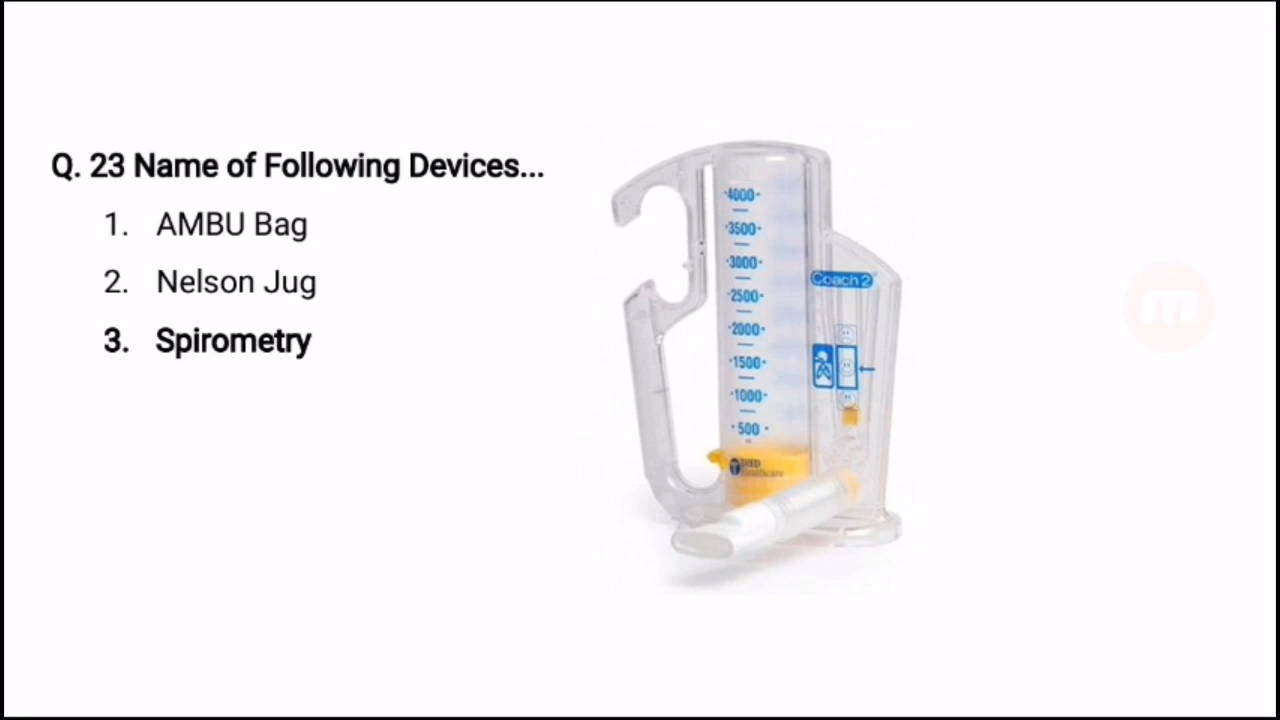 Q. 23 Name of Following Devices...
1. AMBU Bag
2. Nelson Jug
3. Spirometry
4000
3500
3000
2500
2000
1500
1000
500
Coach 2
Healthcare